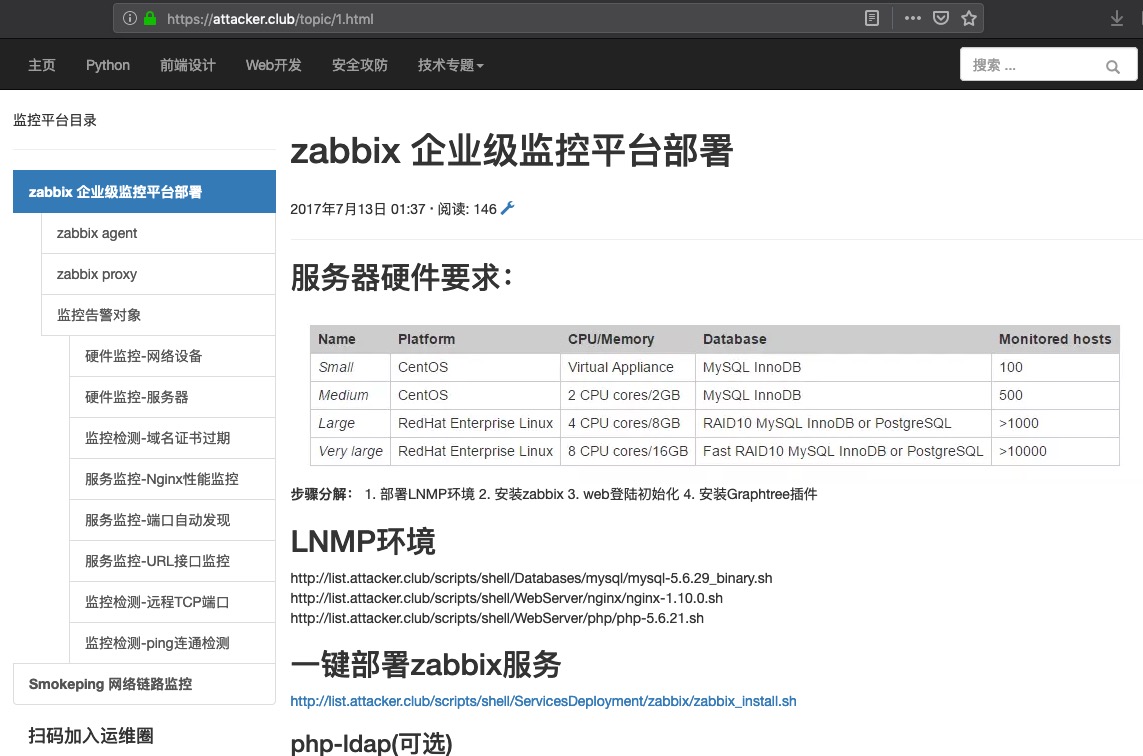 https://attacker.club/topic/1.html
主页 Python 前端设计 Web开发 安全攻防 技术专题 搜索 ...
监控平台目录
zabbix 企业级监控平台部署
zabbix agent
zabbix proxy
监控告警对象
硬件监控-网络设备
硬件监控-服务器
监控检测-域名证书过期
服务监控-Nginx性能监控
服务监控-端口自动发现
服务监控-URL接口监控
监控检测-远程TCP端口
监控检测-ping连通检测
Smokeping 网络链路监控
扫码加入运维圈
zabbix 企业级监控平台部署
2017年7月13日 01:37 · 阅读: 146
服务器硬件要求：
Name Platform CPU/Memory Database Monitored hosts
Small CentOS Virtual Appliance MySQL InnoDB 100
Medium CentOS 2 CPU cores/2GB MySQL InnoDB 500
Large RedHat Enterprise Linux 4 CPU cores/8GB RAID10 MySQL InnoDB or PostgreSQL >1000
Very large RedHat Enterprise Linux 8 CPU cores/16GB Fast RAID10 MySQL InnoDB or PostgreSQL >10000
步骤分解： 1. 部署LNMP环境 2. 安装zabbix 3. web登陆初始化 4. 安装Graphtree插件
LNMP环境
http://list.attacker.club/scripts/shell/Databases/mysql/mysql-5.6.29_binary.sh
http://list.attacker.club/scripts/shell/WebServer/nginx/nginx-1.10.0.sh
http://list.attacker.club/scripts/shell/WebServer/php/php-5.6.21.sh
一键部署zabbix服务
http://list.attacker.club/scripts/shell/ServicesDeployment/zabbix/zabbix_install.sh
php-ldap(可选)